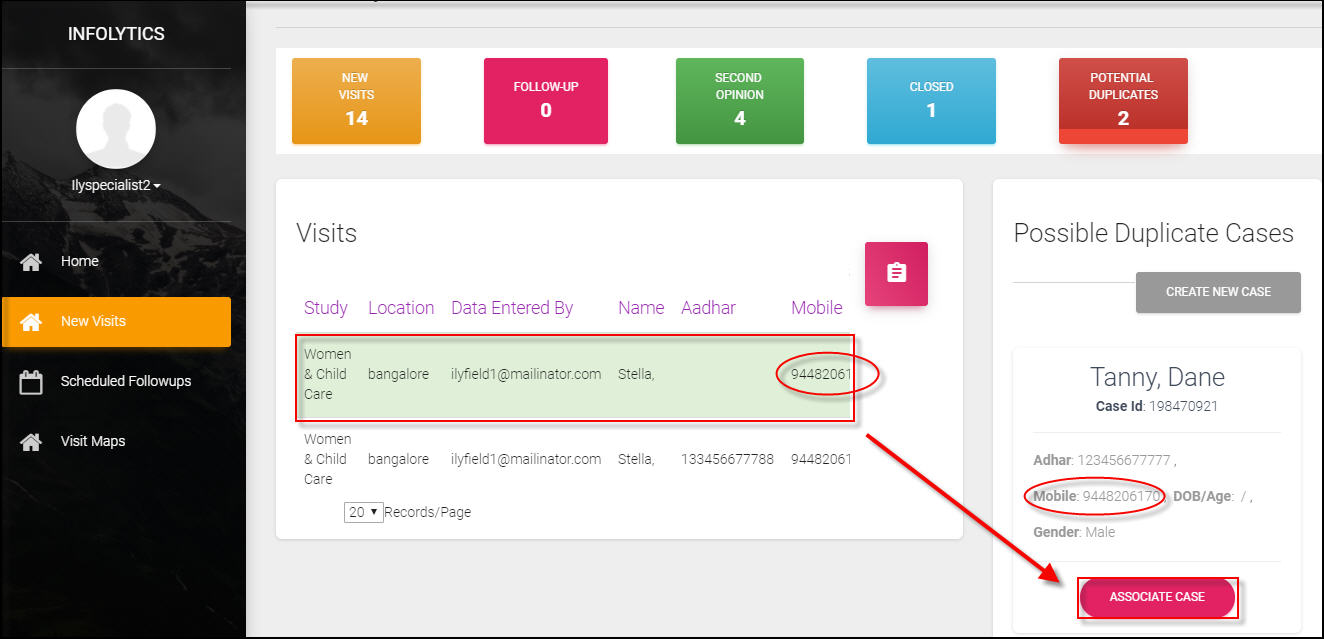 INFOLYTICS
Ilyspecialist2
Home
New Visits
Scheduled Followups
Visit Maps
NEW
VISITS
14
FOLLOW-UP
0
SECOND
OPINION
4
CLOSED
1
POTENTIAL
DUPLICATES
2
Visits
Study Location Data Entered By Name Aadhar Mobile
Women
& Child bangalore ilyfield1@mailinator.com Stella, 94482061
Care
Women
& Child bangalore ilyfield1@mailinator.com Stella, 133456677788 94482061
Care
20 Records/Page
Possible Duplicate Cases
CREATE NEW CASE
Tanny, Dane
Case Id: 198470921
Adhar: 123456677777 ,
Mobile: 9448206170 , DOB/Age: / ,
Gender: Male
ASSOCIATE CASE